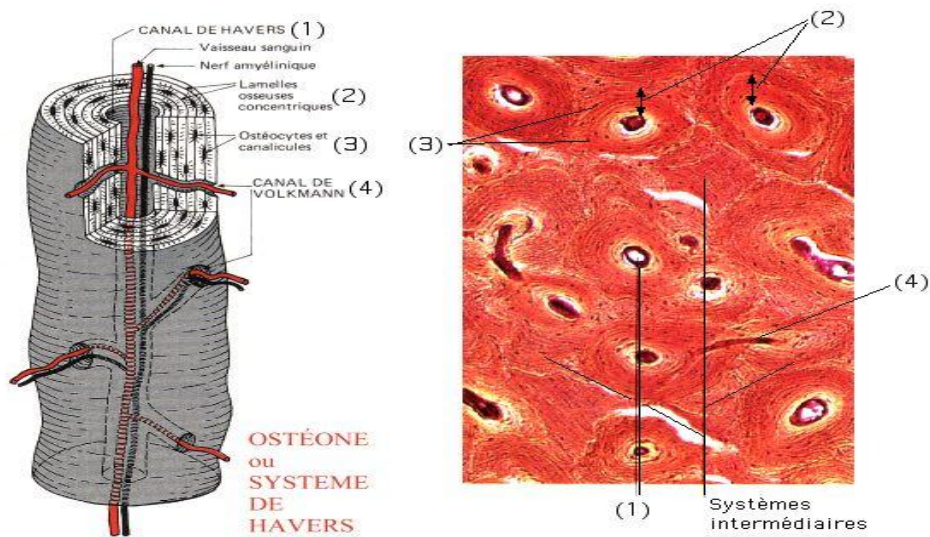 CANAL DE HAVERS (1)
Vaisseau sanguin
Nerf amyélinique
Lamelles
osseuses
concentriques (2)
Ostéocytes et
canalicules (3)
CANAL DE
VOLKMANN (4)
OSTÉONE
ou
SYSTEME
DE
HAVERS
(2)
(3)
(4)
(1)
Systèmes
intermédiaires